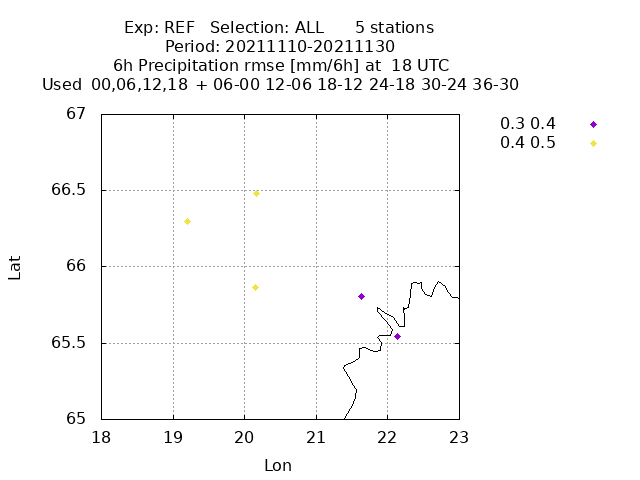 Exp: REF Selection: ALL 5 stations
Period: 20211110-20211130
6h Precipitation rmse [mm/6h] at 18 UTC
Used 00,06,12,18 + 06-00 12-06 18-12 24-18 30-24 36-30
0.3 0.4
0.4 0.5
67
66.5
66
65.5
65
Lat
18 19 20 21 22 23
Lon